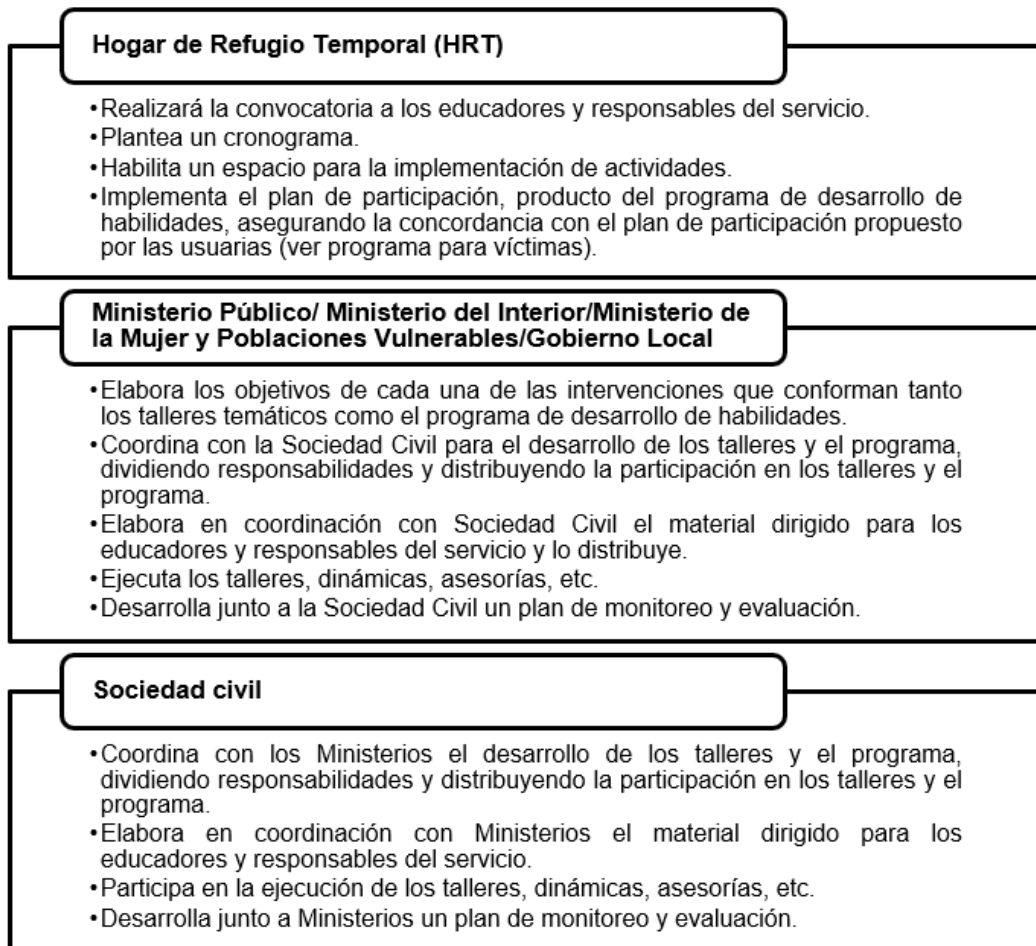 Hogar de Refugio Temporal (HRT)
•Realizará la convocatoria a los educadores y responsables del servicio.
•Plantea un cronograma.
•Habilita un espacio para la implementación de actividades.
•Implementa el plan de participación, producto del programa de desarrollo de
habilidades, asegurando la concordancia con el plan de participación propuesto
por las usuarias (ver programa para víctimas).
Ministerio Público/ Ministerio del Interior/Ministerio de
la Mujer y Poblaciones Vulnerables/Gobierno Local
•Elabora los objetivos de cada una de las intervenciones que conforman tanto
los talleres temáticos como el programa de desarrollo de habilidades.
•Coordina con la Sociedad Civil para el desarrollo de los talleres y el programa,
dividiendo responsabilidades y distribuyendo la participación en los talleres y el
programa.
•Elabora en coordinación con Sociedad Civil el material dirigido para los
educadores y responsables del servicio y lo distribuye.
•Ejecuta los talleres, dinámicas, asesorías, etc.
•Desarrolla junto a la Sociedad Civil un plan de monitoreo y evaluación.
Sociedad civil
•Coordina con los Ministerios el desarrollo de los talleres y el programa,
dividiendo responsabilidades y distribuyendo la participación en los talleres y el
programa.
•Elabora en coordinación con Ministerios el material dirigido para los
educadores y responsables del servicio.
•Participa en la ejecución de los talleres, dinámicas, asesorías, etc.
•Desarrolla junto a Ministerios un plan de monitoreo y evaluación.